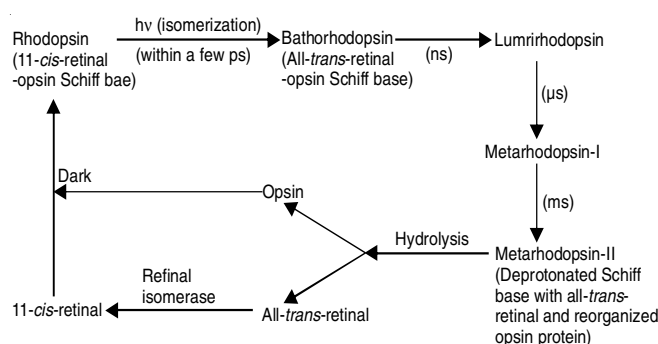 Rhodopsin
(11-cis-retinal
-opsin Schiff bae)
hν (isomerization)
(within a few ps)
Bathorhodopsin
(All-trans-retinal
-opsin Schiff base)
(ns)
Lumrirhodopsin
(μs)
Metarhodopsin-I
(ms)
Metarhodopsin-II
(Deprotonated Schiff
base with all-trans-
retinal and reorganized
opsin protein)
Hydrolysis
Opsin
Dark
All-trans-retinal
Refinal
isomerase
11-cis-retinal